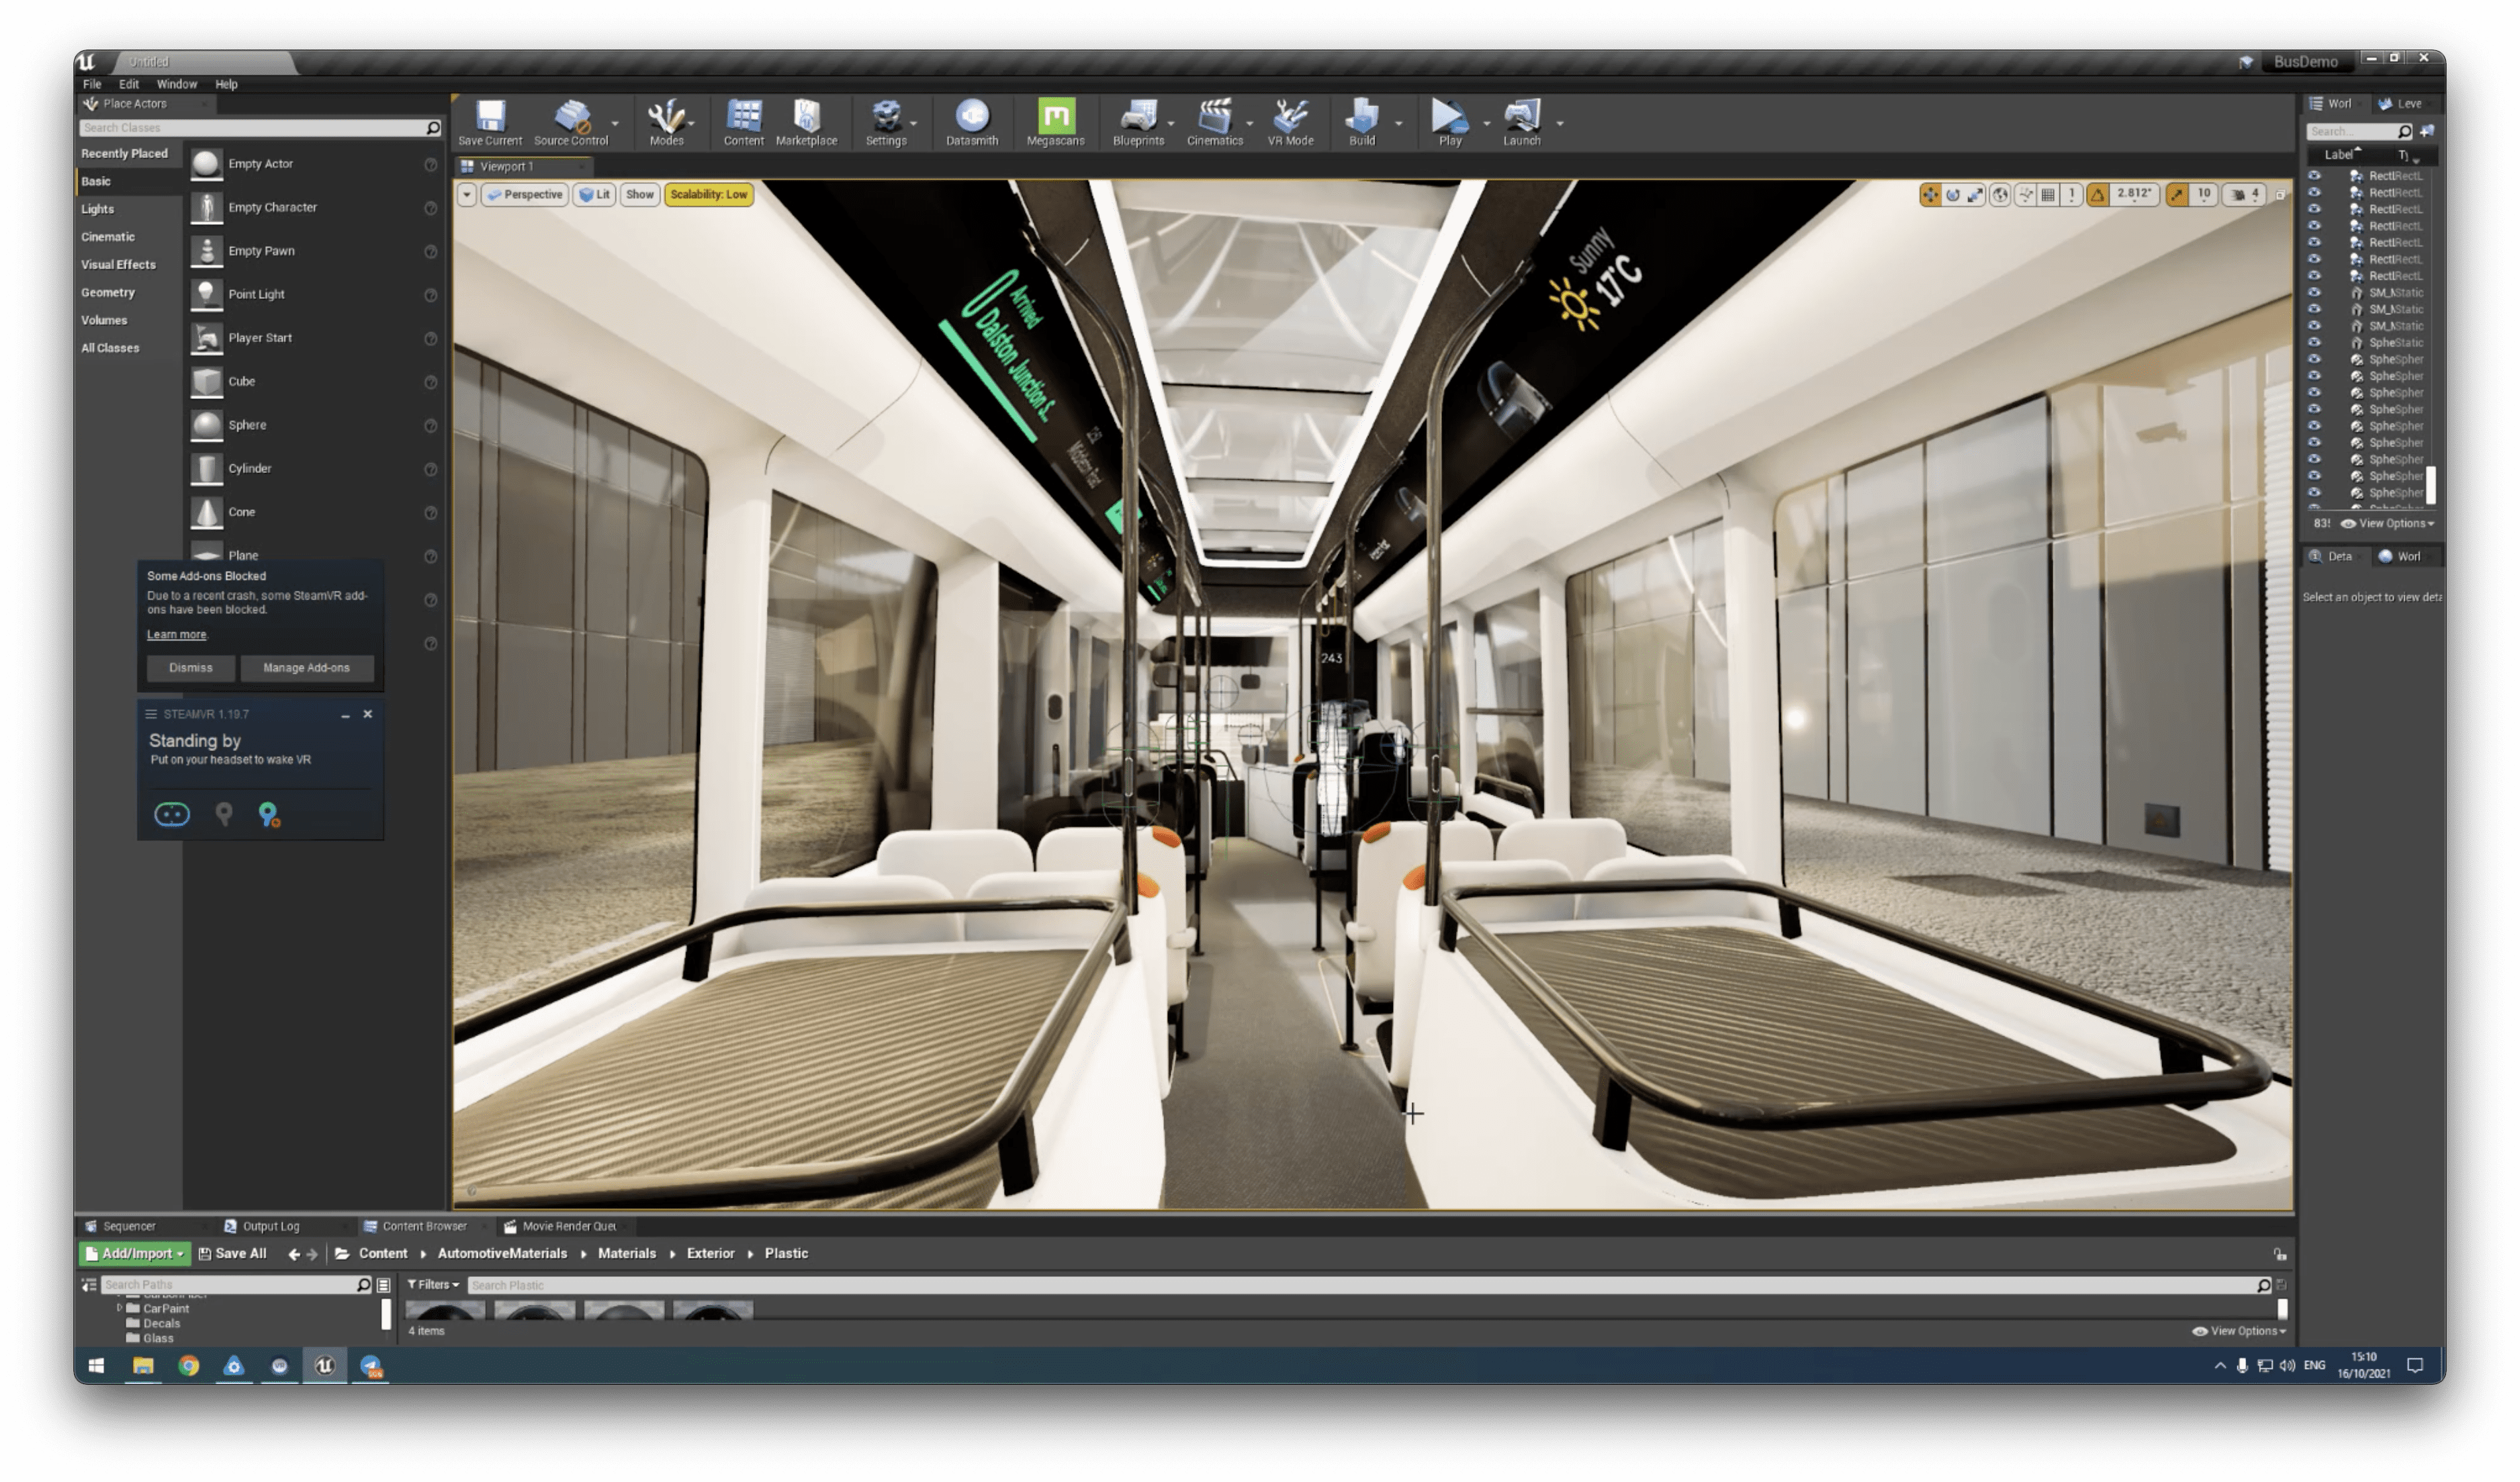 Untitled
BusDemo
File Edit Window Help
Place Actors
Search Classes
Recently Placed
Basic
Lights
Cinematic
Visual Effects
Geometry
Volumes
All Classes
Empty Actor
Empty Character
Empty Pawn
Point Light
Player Start
Cube
Sphere
Cylinder
Cone
Plane
Some Add-ons Blocked
Due to a recent crash, some SteamVR add-
ons have been blocked.
Learn more.
Dismiss
Manage Add-ons
STEAMVR 1.19.7
Standing by
Put on your headset to wake VR
Save Current
Source Control
Modes
Content
Marketplace
Settings
Datasmith
Megascans
Blueprints
Cinematics
VR Mode
Build
Play
Launch
Viewport 1
Perspective
Lit
Show
Scalability: Low
1
2.812°
10
4
Arrived
Dalston Junction S...
Sunny
17°C
243
Worl
Leve
Search...
Label
RectlRectL
RectlRectL
RectlRectL
RectlRectL
RectlRectL
RectlRectL
RectlRectL
SM_MStatic
SM_MStatic
SM_MStatic
SpheStatic
SpheSpher
SpheSpher
SpheSpher
SpheSpher
SpheSpher
SpheSpher
SpheSpher
SpheSpher
SpheSpher
View Options
Deta
Worl
Select an object to view deta
Sequencer
Output Log
Content Browser
Movie Render Queu
Add/Import
Save All
Content
AutomotiveMaterials
Materials
Exterior
Plastic
Search Paths
Filters
Search Plastic
CarPaint
Decals
Glass
4 items
View Options
ENG
15:10
16/10/2021